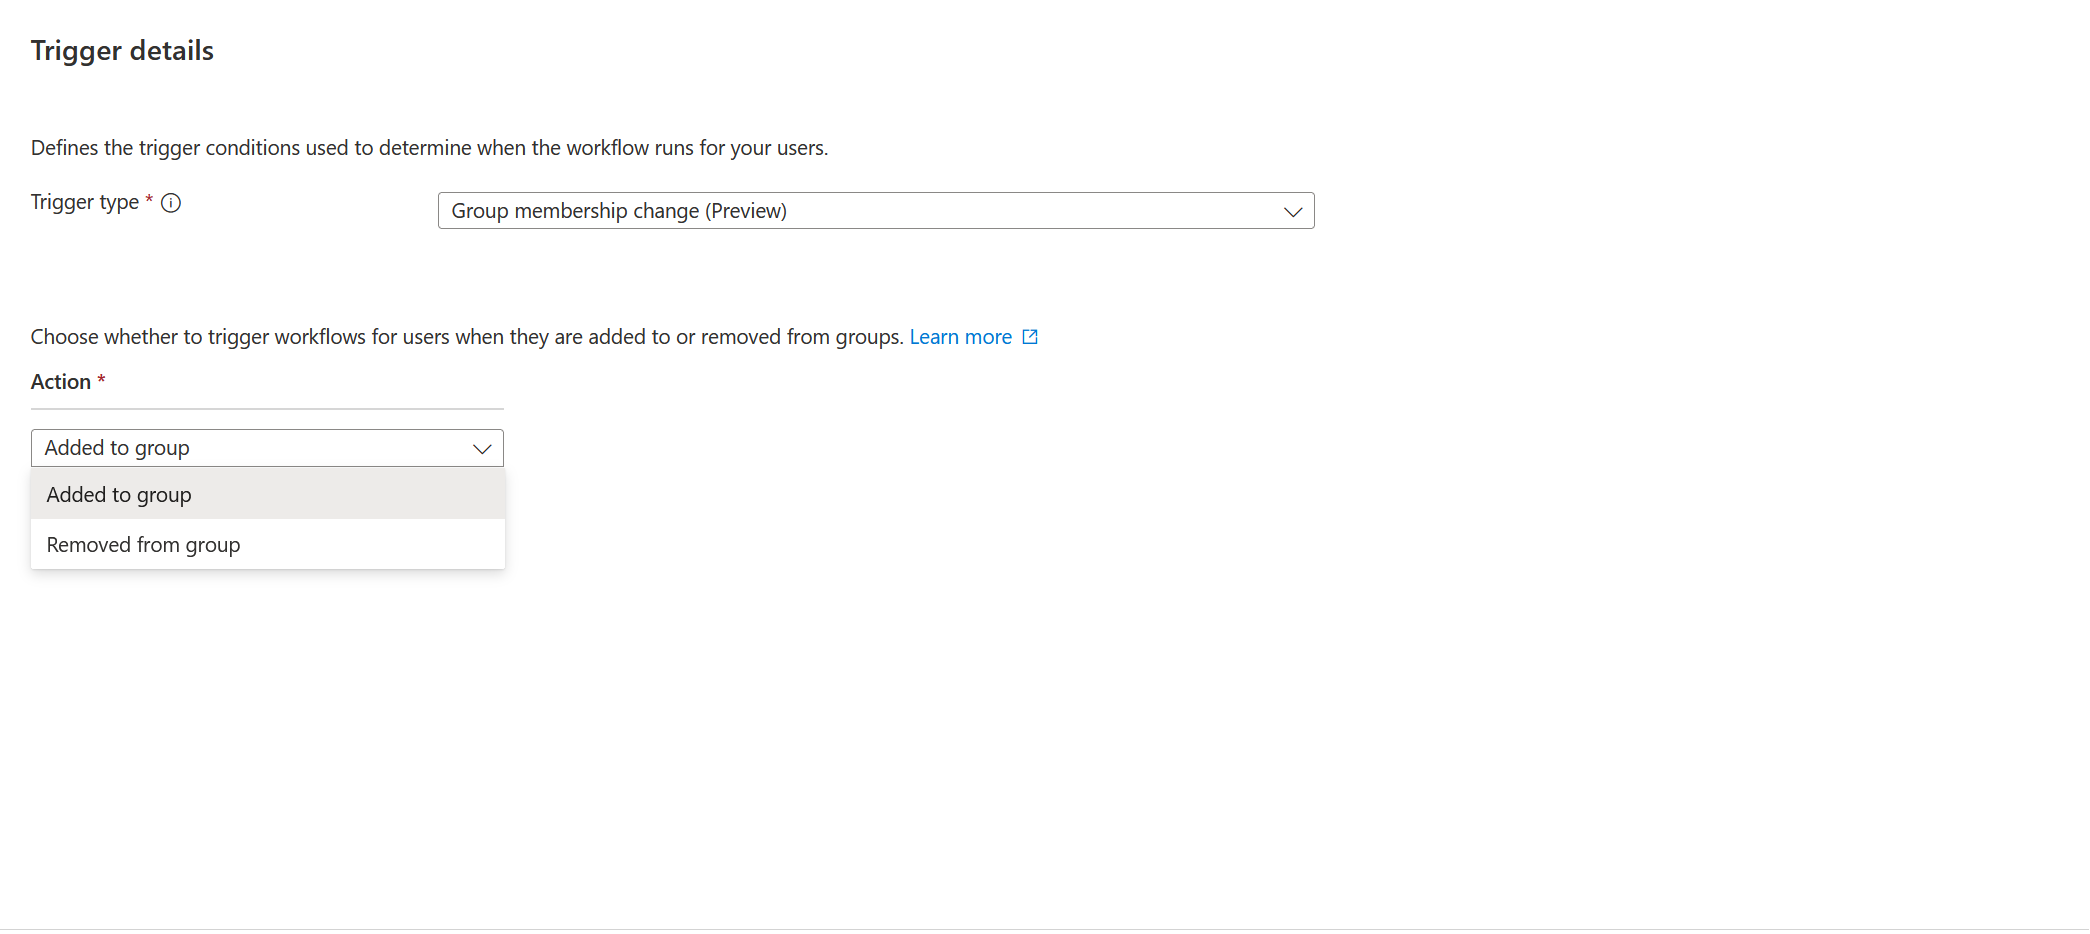 Trigger details
Defines the trigger conditions used to determine when the workflow runs for your users.
Trigger type *
Group membership change (Preview)
Choose whether to trigger workflows for users when they are added to or removed from groups. Learn more
Action *
Added to group
Added to group
Removed from group